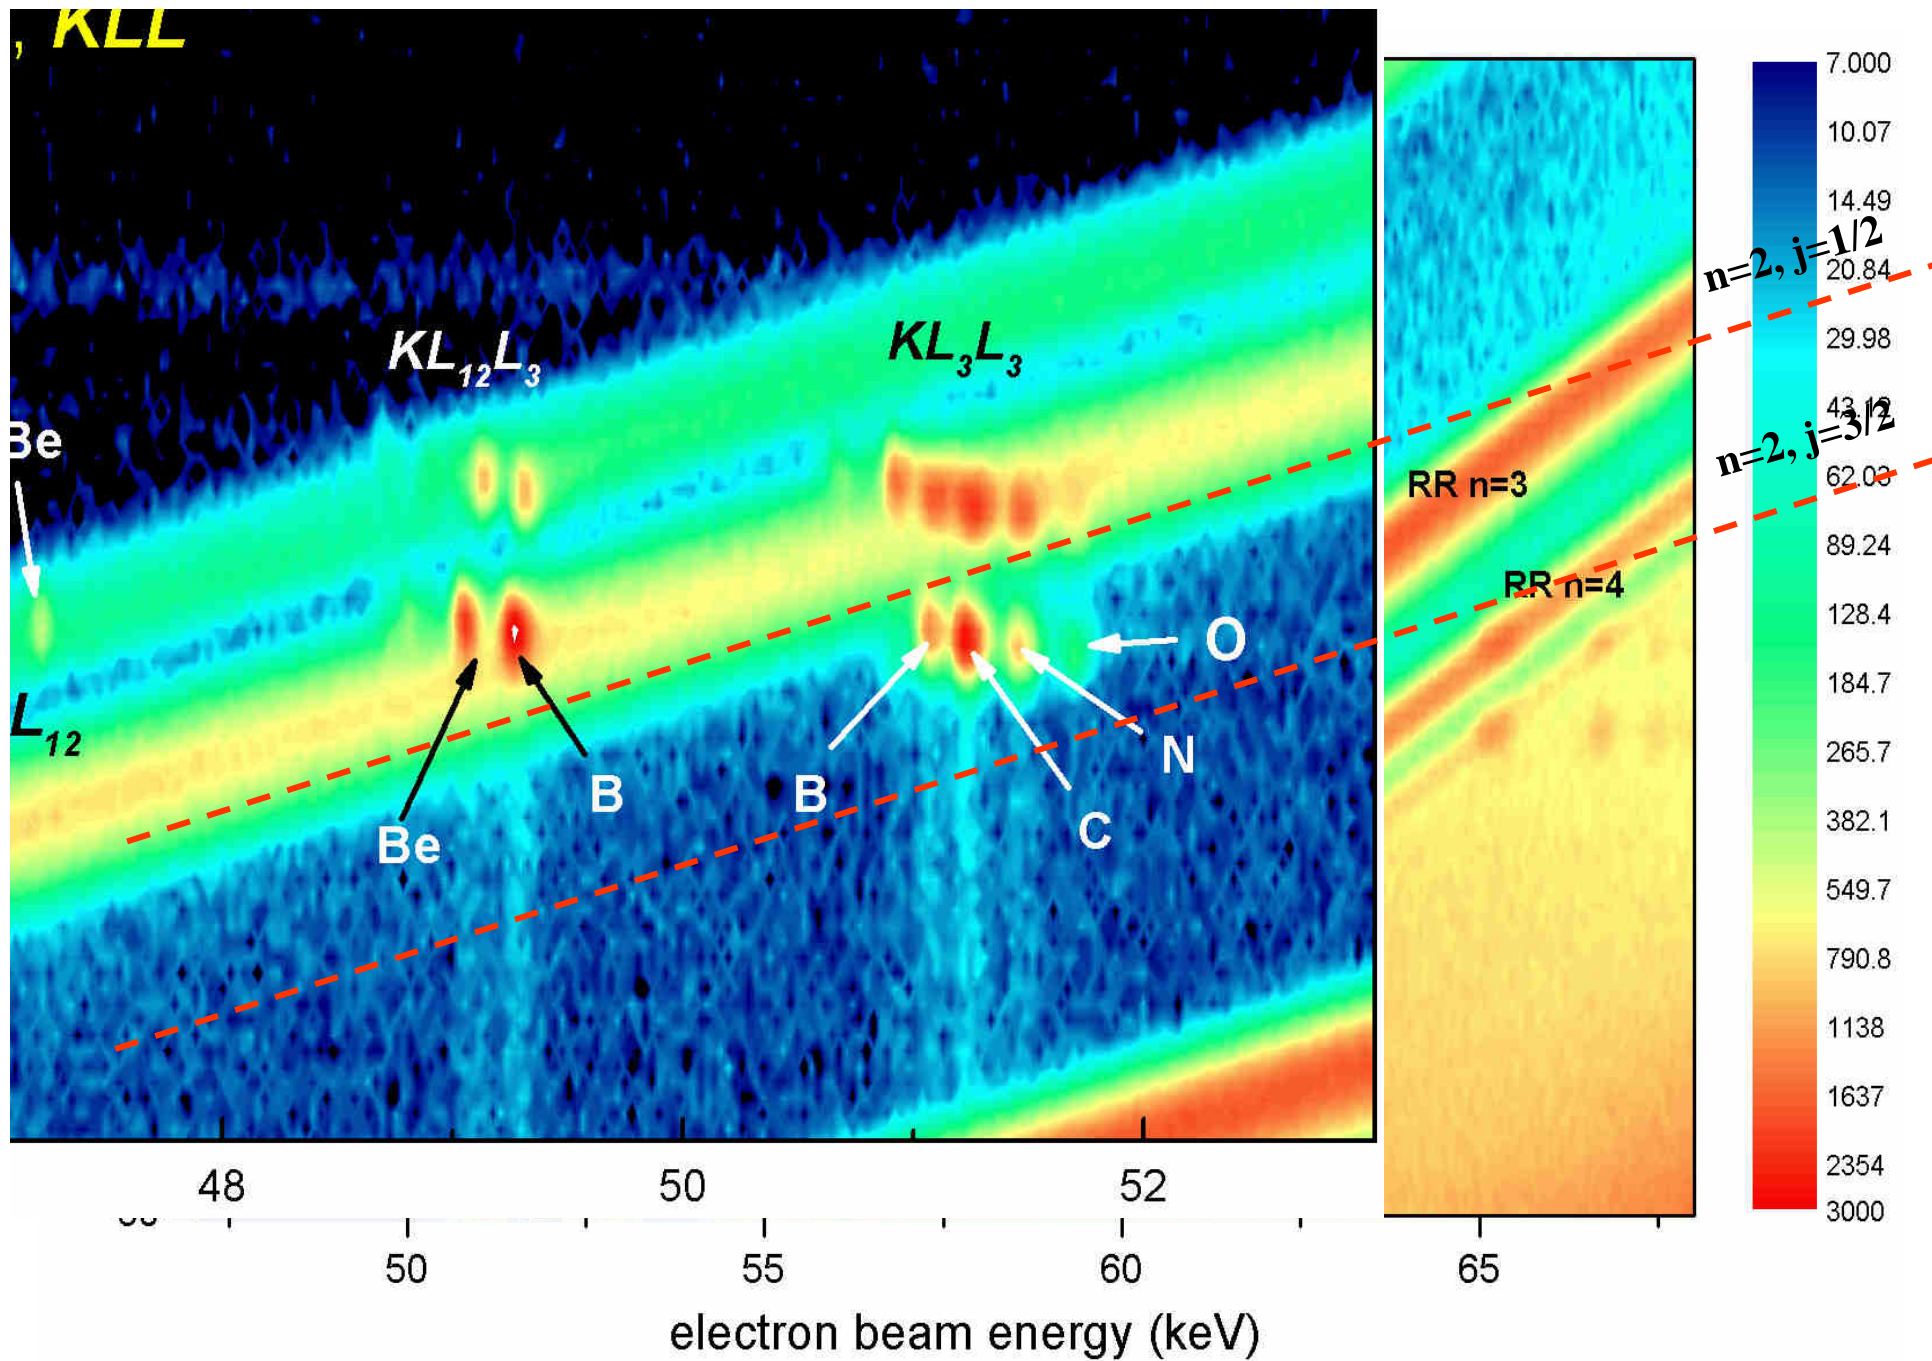 , KLL
KL12L3
KL3L3
Be
L12
Be
B
B
C
N
O
48
50
52
RR n=3
RR n=4
n=2, j=1/2
n=2, j=3/2
7.000
10.07
14.49
20.84
29.98
43.12
62.03
89.24
128.4
184.7
265.7
382.1
549.7
790.8
1138
1637
2354
3000
50
55
60
65
electron beam energy (keV)